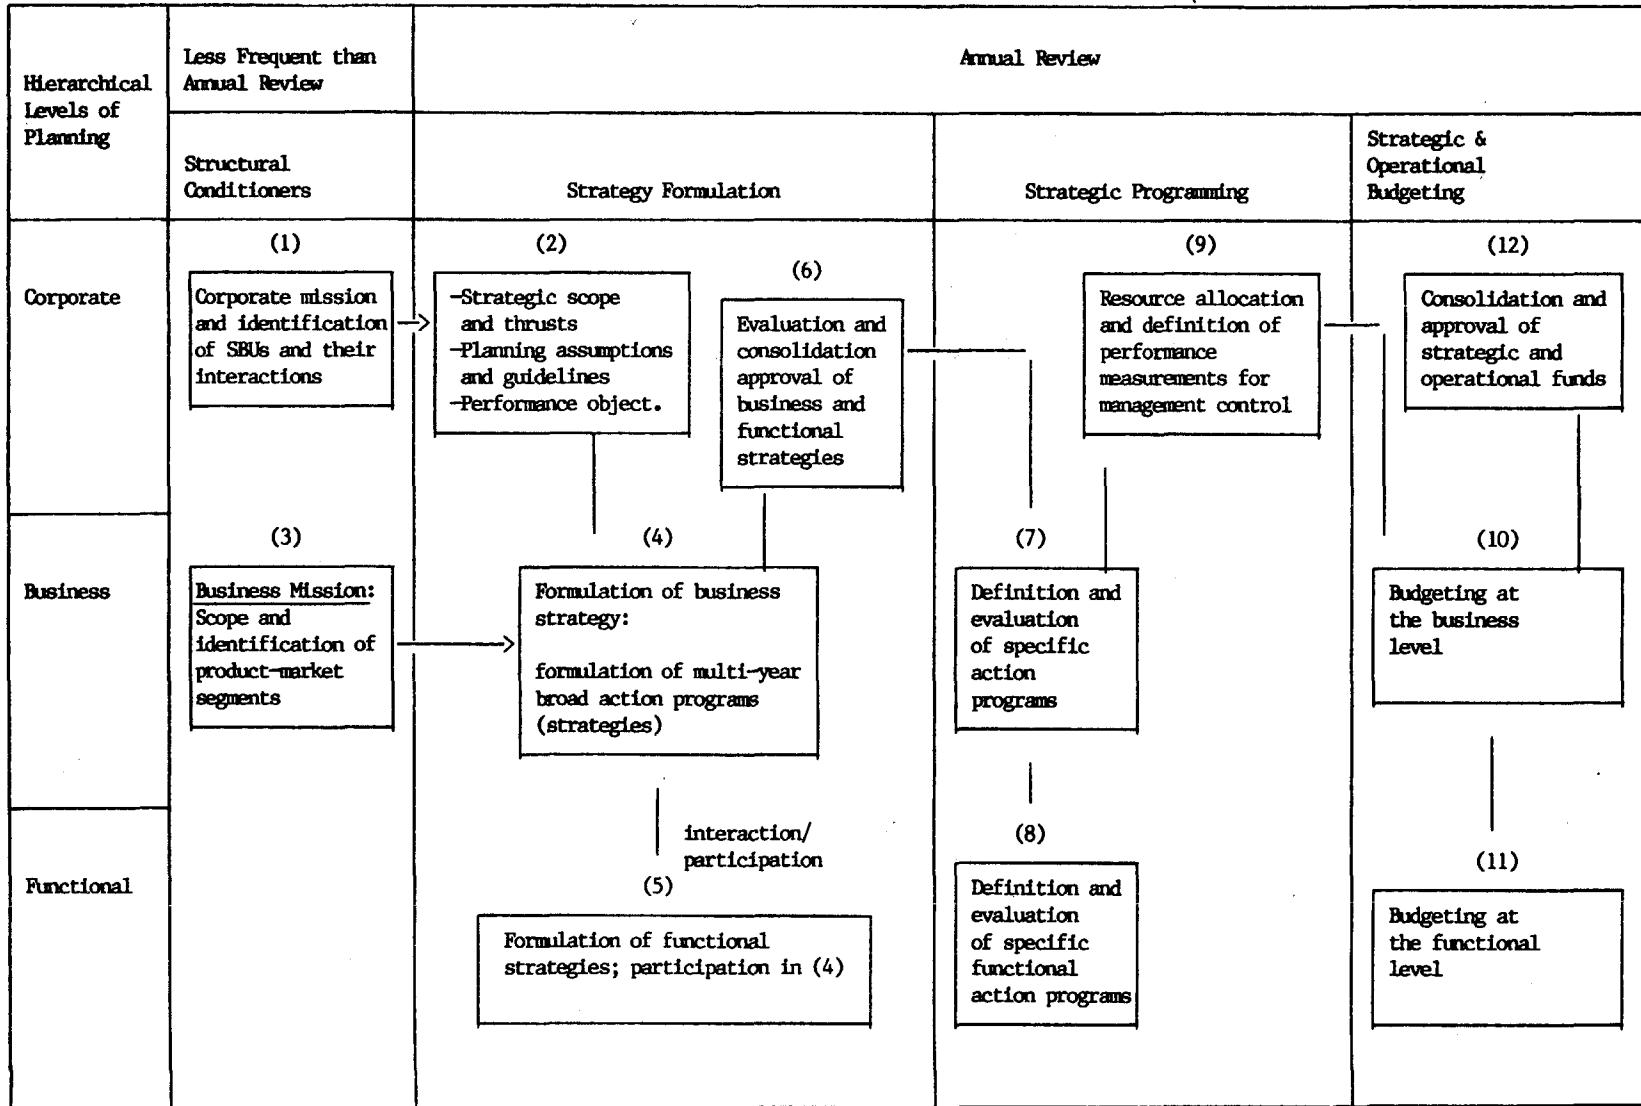 Hierarchical
Levels of
Planning
Less Frequent than
Annual Review
Annual Review
Structural
Conditioners
Strategy Formulation
Strategic Programming
Strategic &
Operational
Budgeting
Corporate
(1)
Corporate mission
and identification
of SBUs and their
interactions
(2)
-Strategic scope
and thrusts
-Planning assumptions
and guidelines
-Performance object.
(6)
Evaluation and
consolidation
approval of
business and
functional
strategies
(9)
Resource allocation
and definition of
performance
measurements for
management control
(12)
Consolidation and
approval of
strategic and
operational funds
Business
(3)
Business Mission:
Scope and
identification of
product-market
segments
(4)
Formulation of business
strategy:
formulation of multi-year
broad action programs
(strategies)
(7)
Definition and
evaluation
of specific
action
programs
(10)
Budgeting at
the business
level
Functional
interaction/
participation
(5)
Formulation of functional
strategies; participation in (4)
(8)
Definition and
evaluation
of specific
functional
action programs
(11)
Budgeting at
the functional
level